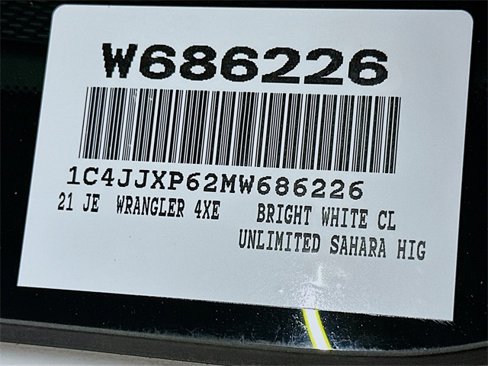 W686226
1C4JJXP62MW686226
21 JE WRANGLER 4XE BRIGHT WHITE CL
UNLIMITED SAHARA HIG